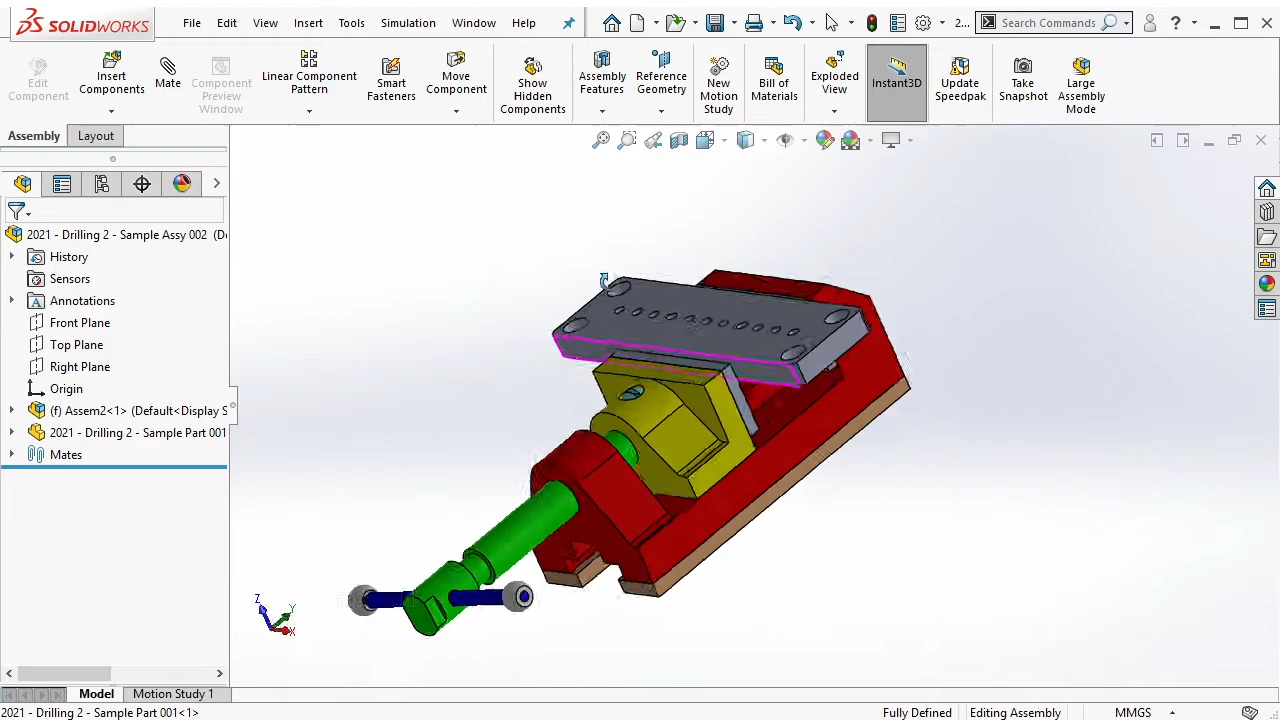 SOLIDWORKS
File Edit View Insert Tools Simulation Window Help
2...
Search Commands
?
Edit Component
Insert Components
Mate
Component Preview Window
Linear Component Pattern
Smart Fasteners
Move Component
Show Hidden Components
Assembly Features
Reference Geometry
New Motion Study
Bill of Materials
Exploded View
Instant3D
Update Speedpak
Take Snapshot
Large Assembly Mode
Assembly
Layout
2021 - Drilling 2 - Sample Assy 002 (D
History
Sensors
Annotations
Front Plane
Top Plane
Right Plane
Origin
(f) Assem2<1> (Default<Display S
2021 - Drilling 2 - Sample Part 001
Mates
Z
Y
X
Model
Motion Study 1
2021 - Drilling 2 - Sample Part 001<1>
Fully Defined
Editing Assembly
MMGS